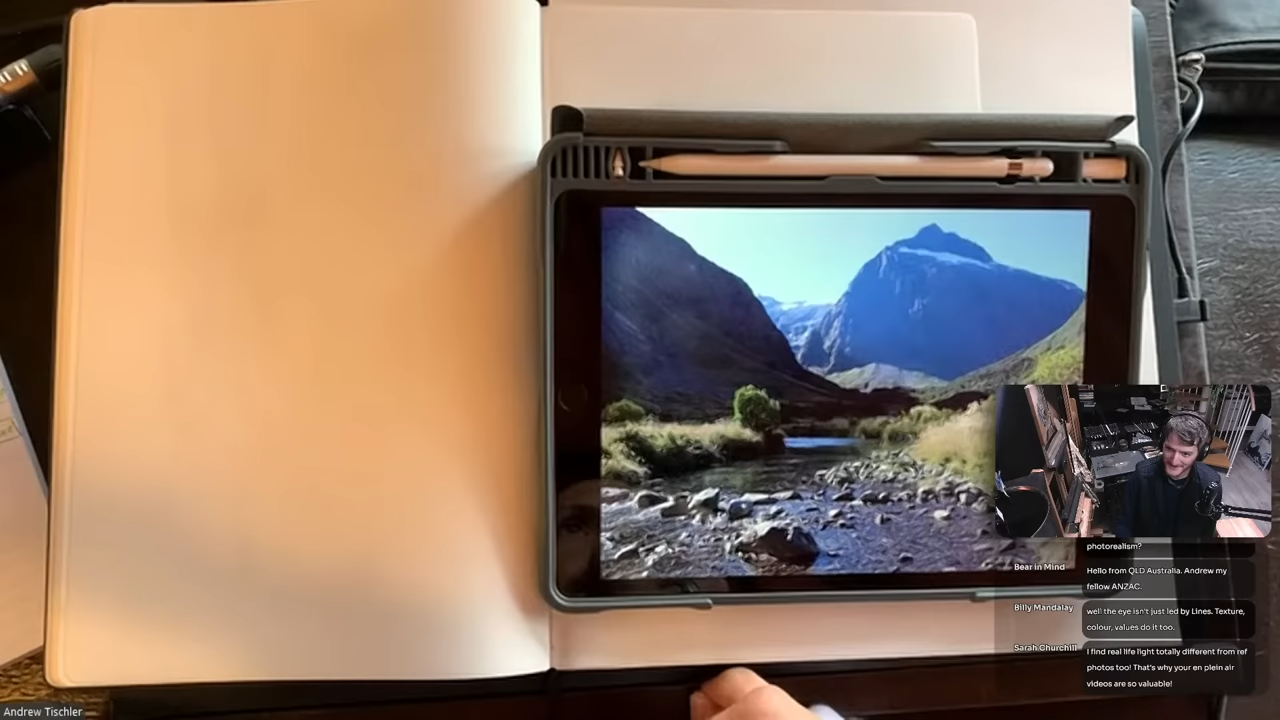 photorealism?
Bear in Mind
Hello from QLD Australia. Andrew my
fellow ANZAC.
Billy Mandalay
well the eye isn't just led by Lines. Texture,
colour, values do it too.
Sarah Churchill
I find real life light totally different from ref
photos too! That's why your en plein air
videos are so valuable!
Andrew Tischler